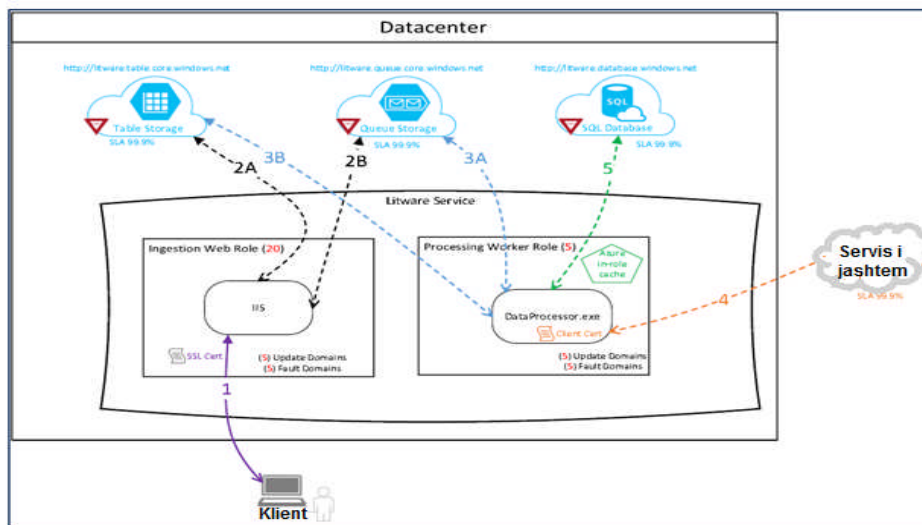 Datacenter
http://litware.table.core.windows.net
http://litware.queue.core.windows.net
http://litware.database.windows.net
SQL
Table Storage
Queue Storage
SQL Database
SLA 99.9%
SLA 99.9%
SLA 99.9%
2A
3B
2B
3A
5
Litware Service
Ingestion Web Role (20)
Processing Worker Role (5)
Azure
in-role
cache
IIS
DataProcessor.exe
Client Cert
SSL Cert
(5) Update Domains
(5) Fault Domains
(5) Update Domains
(5) Fault Domains
4
Servis i
jashtem
SLA 99.9%
1
Klient